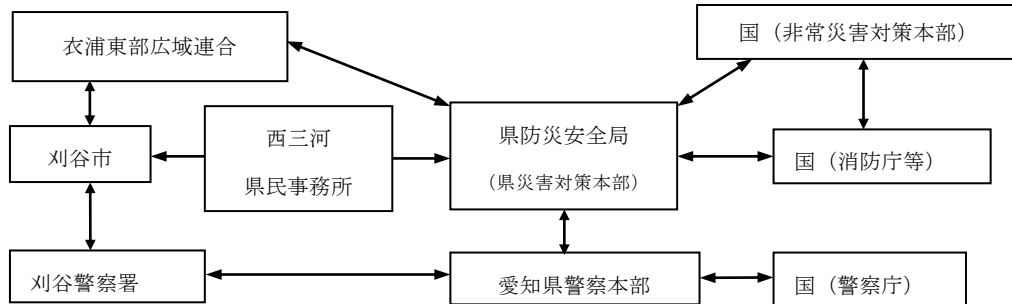 衣浦東部広域連合
国（非常災害対策本部）
刈谷市
西三河
県民事務所
県防災安全局
（県災害対策本部）
国（消防庁等）
刈谷警察署
愛知県警察本部
国（警察庁）